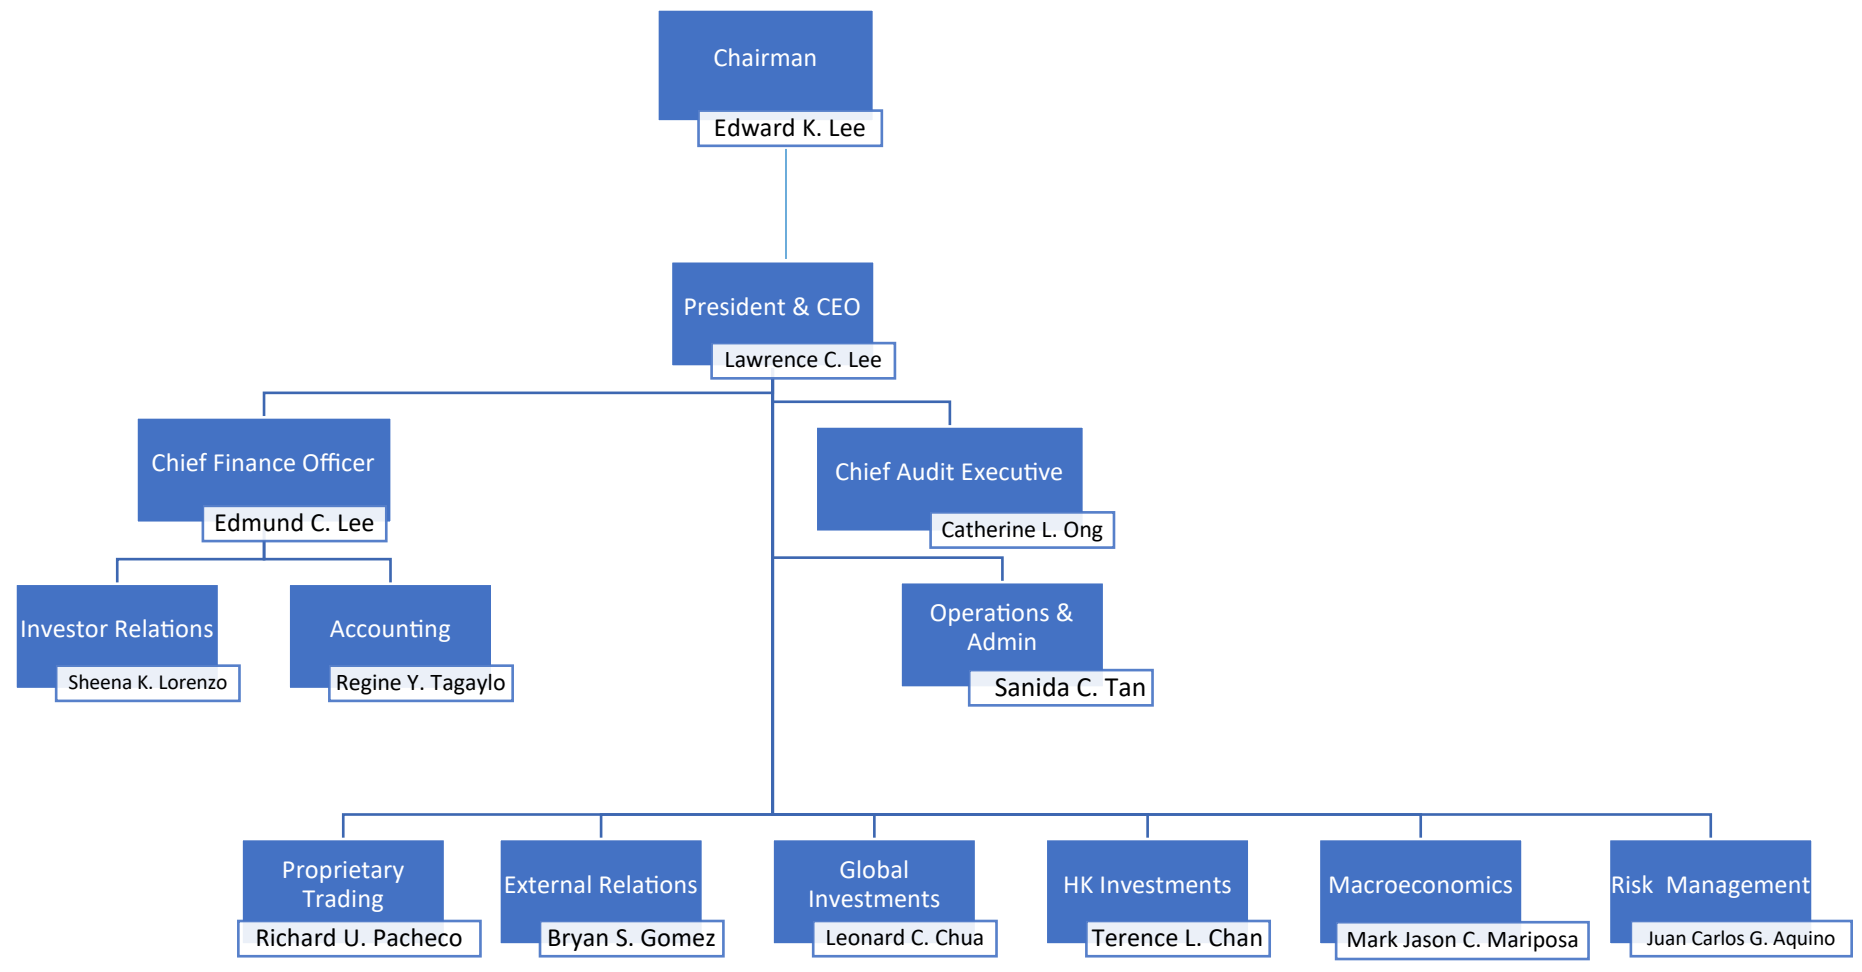 Chairman
Edward K. Lee
President & CEO
Lawrence C. Lee
Chief Finance Officer
Edmund C. Lee
Chief Audit Executive
Catherine L. Ong
Investor Relations
Sheena K. Lorenzo
Accounting
Regine Y. Tagaylo
Operations &
Admin
Sanida C. Tan
Proprietary
Trading
Richard U. Pacheco
External Relations
Bryan S. Gomez
Global
Investments
Leonard C. Chua
HK Investments
Terence L. Chan
Macroeconomics
Mark Jason C. Mariposa
Risk Management
Juan Carlos G. Aquino